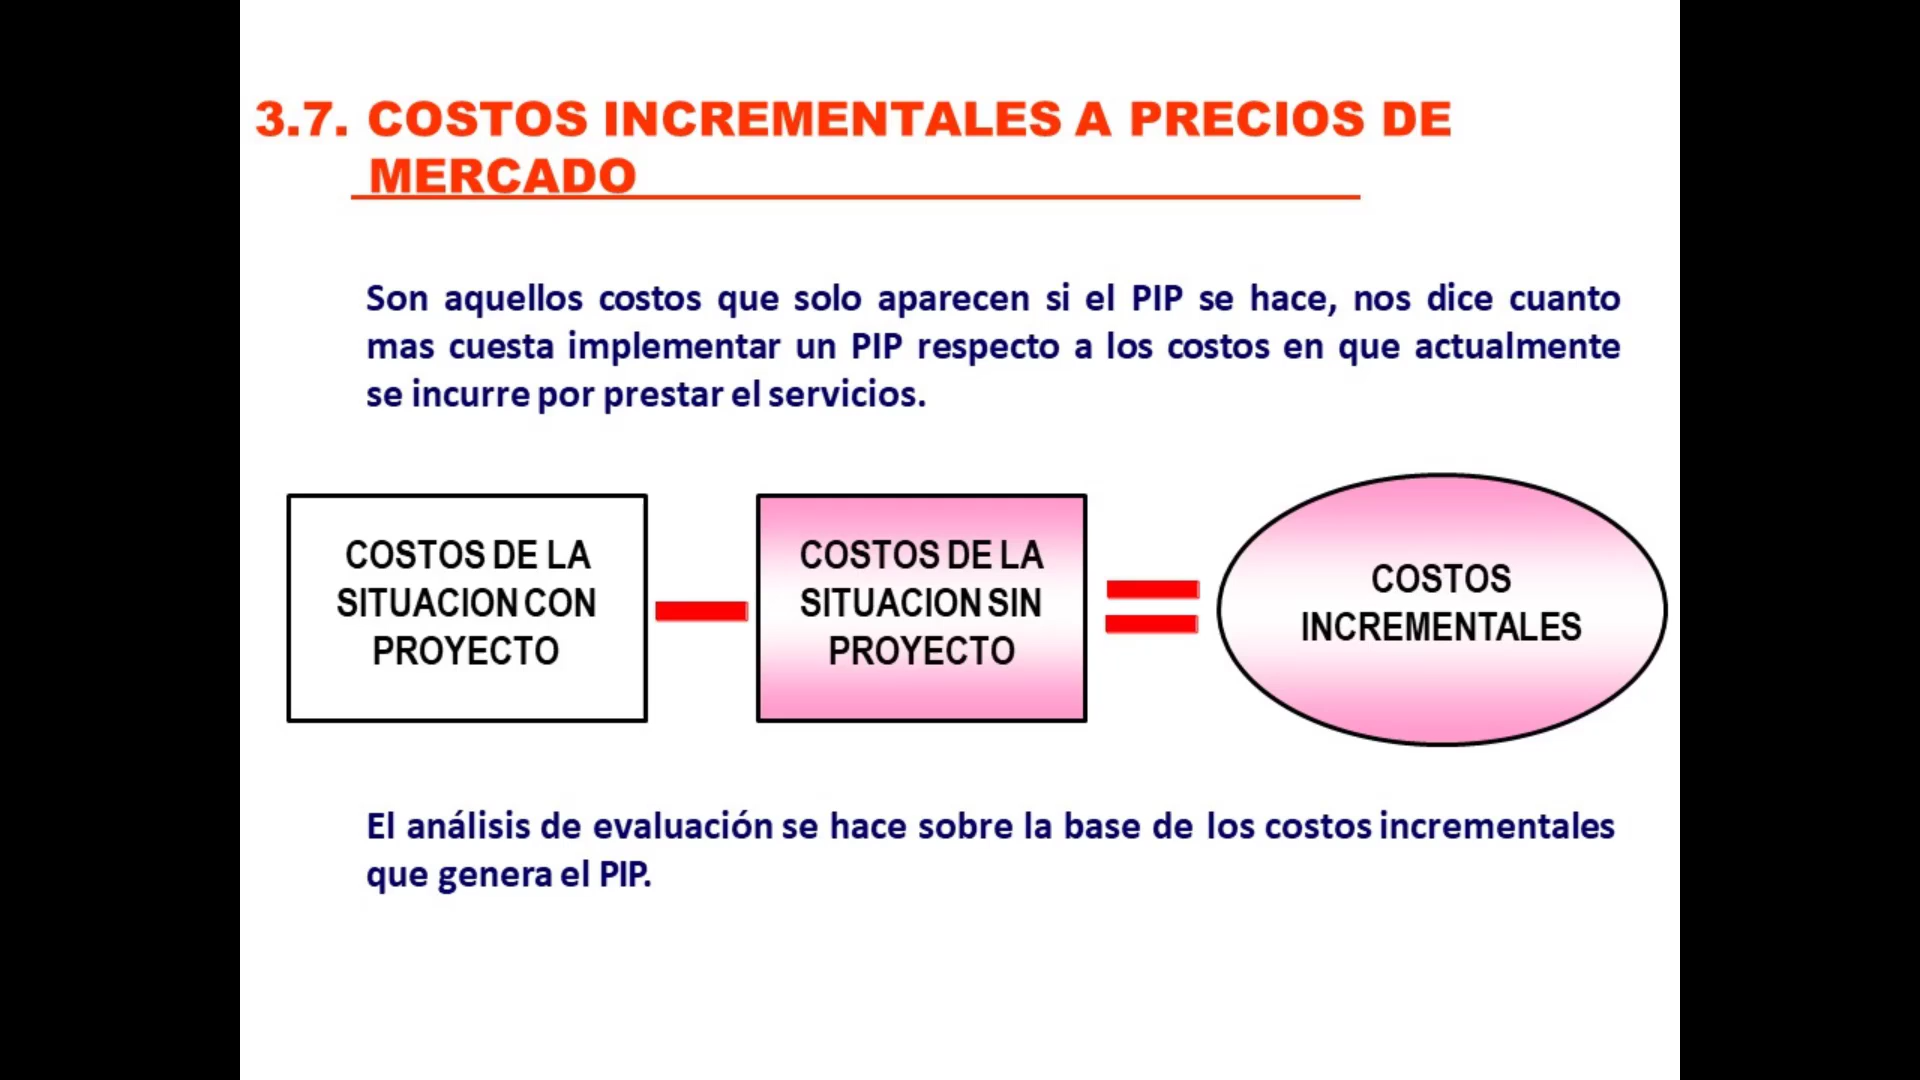 3.7. COSTOS INCREMENTALES A PRECIOS DE
MERCADO
Son aquellos costos que solo aparecen si el PIP se hace, nos dice cuanto
mas cuesta implementar un PIP respecto a los costos en que actualmente
se incurre por prestar el servicios.
COSTOS DE LA
SITUACION CON
PROYECTO
COSTOS DE LA
SITUACION SIN
PROYECTO
COSTOS
INCREMENTALES
El análisis de evaluación se hace sobre la base de los costos incrementales
que genera el PIP.